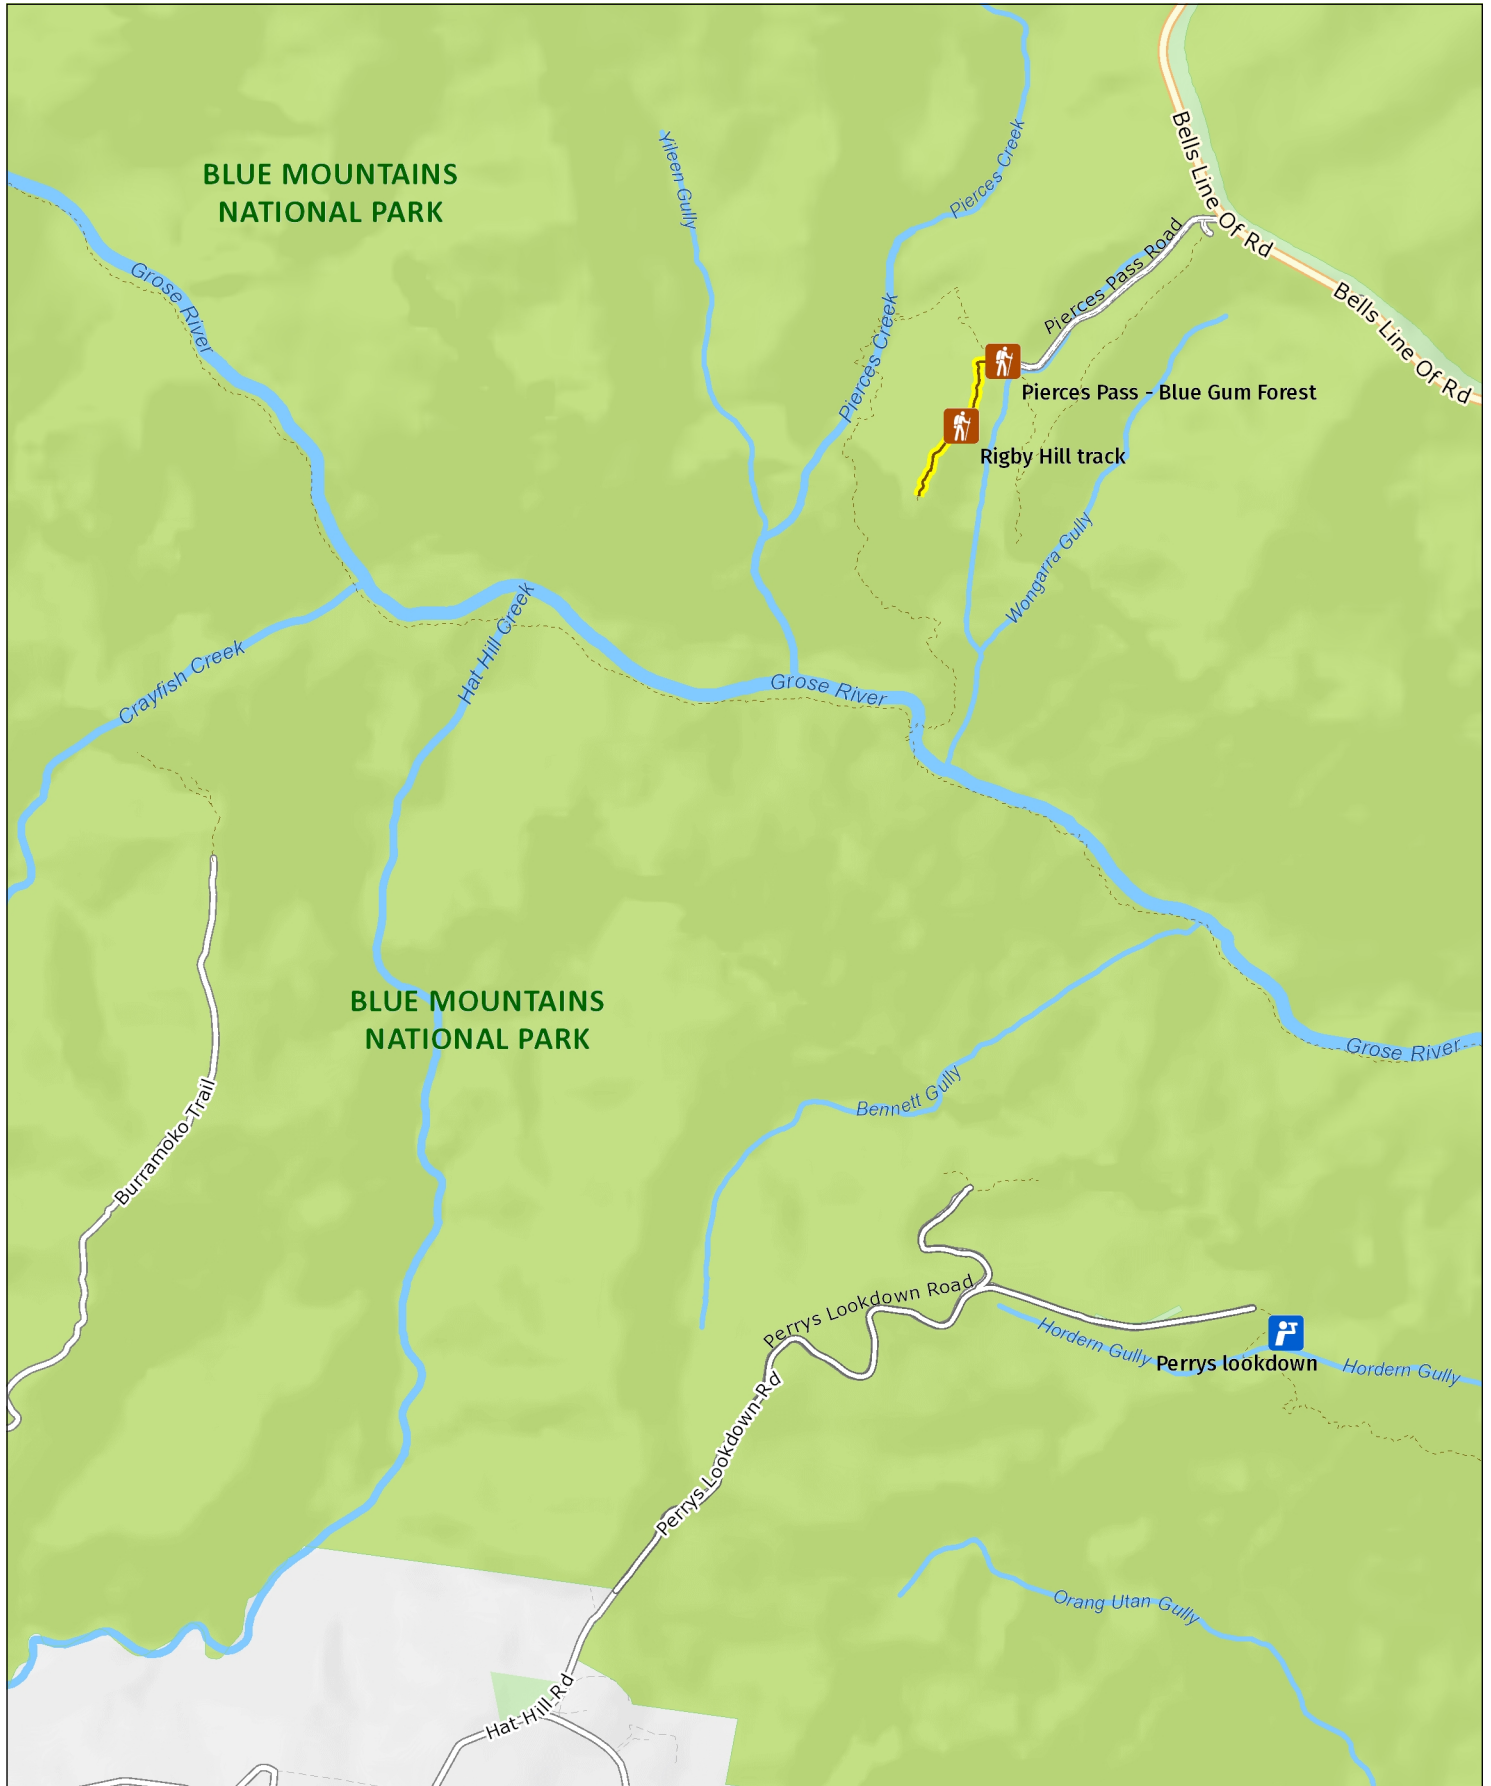 Bells Line Of Rd
Yileen Gully
Pierces Creek
BLUE MOUNTAINS
NATIONAL PARK
Pierces Pass Road
Grose River
Bells Line Of Rd
Pierces Creek
Pierces Pass - Blue Gum Forest
Rigby Hill track
Wongarra Gully
Hat Hill Creek
Crayfish Creek
Grose River
BLUE MOUNTAINS
NATIONAL PARK
Grose River
Bennett Gully
Burramoko Trail
Perrys Lookdown Road
Hordern Gully
Perrys lookdown
Hordern Gully
Perrys Lookdown Rd
Orang Utan Gully
Hat Hill Rd